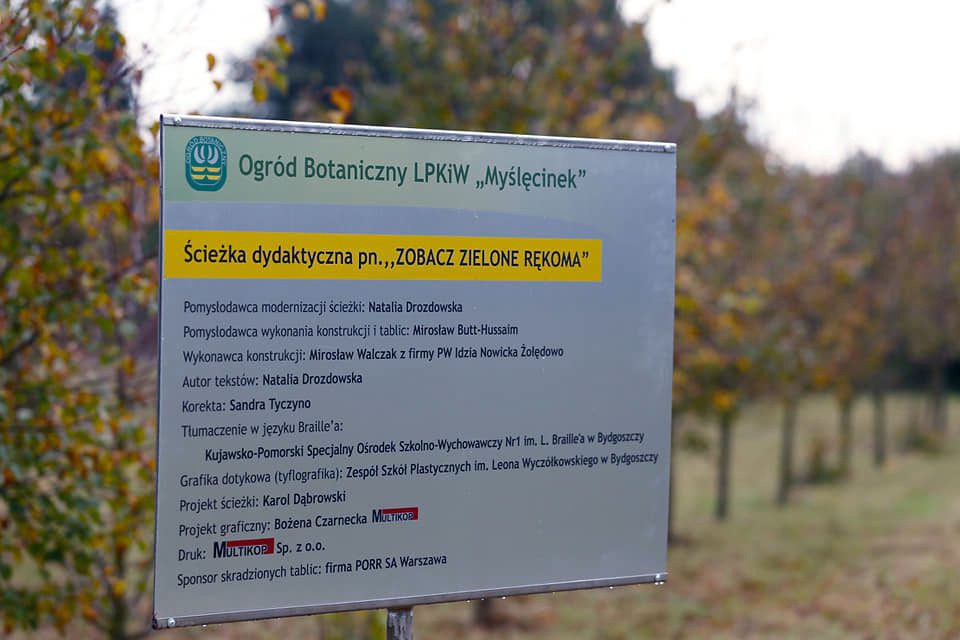 OGRÓD BOTANICZNY
Ogród Botaniczny LPKiW „Myślęcinek”
Ścieżka dydaktyczna pn.,,ZOBACZ ZIELONE RĘKOMA”
Pomysłodawca modernizacji ścieżki: Natalia Drozdowska
Pomysłodawca wykonania konstrukcji i tablic: Mirosław Butt-Hussaim
Wykonawca konstrukcji: Mirosław Walczak z firmy PW Idzia Nowicka Żołędowo
Autor tekstów: Natalia Drozdowska
Korekta: Sandra Tyczyno
Tłumaczenie w języku Braille’a:
Kujawsko-Pomorski Specjalny Ośrodek Szkolno-Wychowawczy Nr1 im. L. Braille'a w Bydgoszczy
Grafika dotykowa (tyflografika): Zespół Szkół Plastycznych im. Leona Wyczółkowskiego w Bydgoszczy
Projekt ścieżki: Karol Dąbrowski
Projekt graficzny: Bożena Czarnecka MULTIKOP
Druk: MULTIKOP Sp. z o.o.
Sponsor skradzionych tablic: firma PORR SA Warszawa